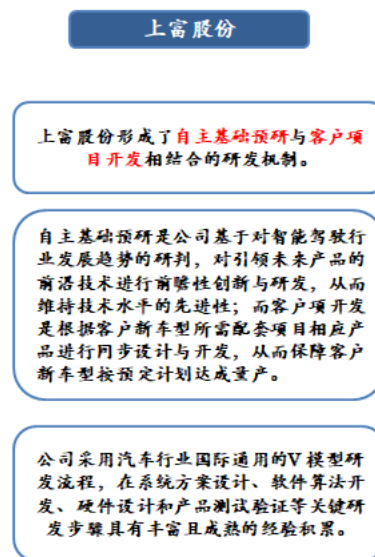 上富股份
上富股份形成了自主基础预研与客户项
目开发相结合的研发机制。
自主基础预研是公司基于对智能驾驶行
业发展趋势的研判，对引领未来产品的
前沿技术进行前瞻性创新与研发，从而
维持技术水平的先进性；而客户项开发
是根据客户新车型所需配套项目相应产
品进行同步设计与开发，从而保障客户
新车型按预定计划达成量产。
公司采用汽车行业国际通用的V模型研
发流程，在系统方案设计、软件算法开
发、硬件设计和产品测试验证等关键研
发步骤具有丰富且成熟的经验积累。